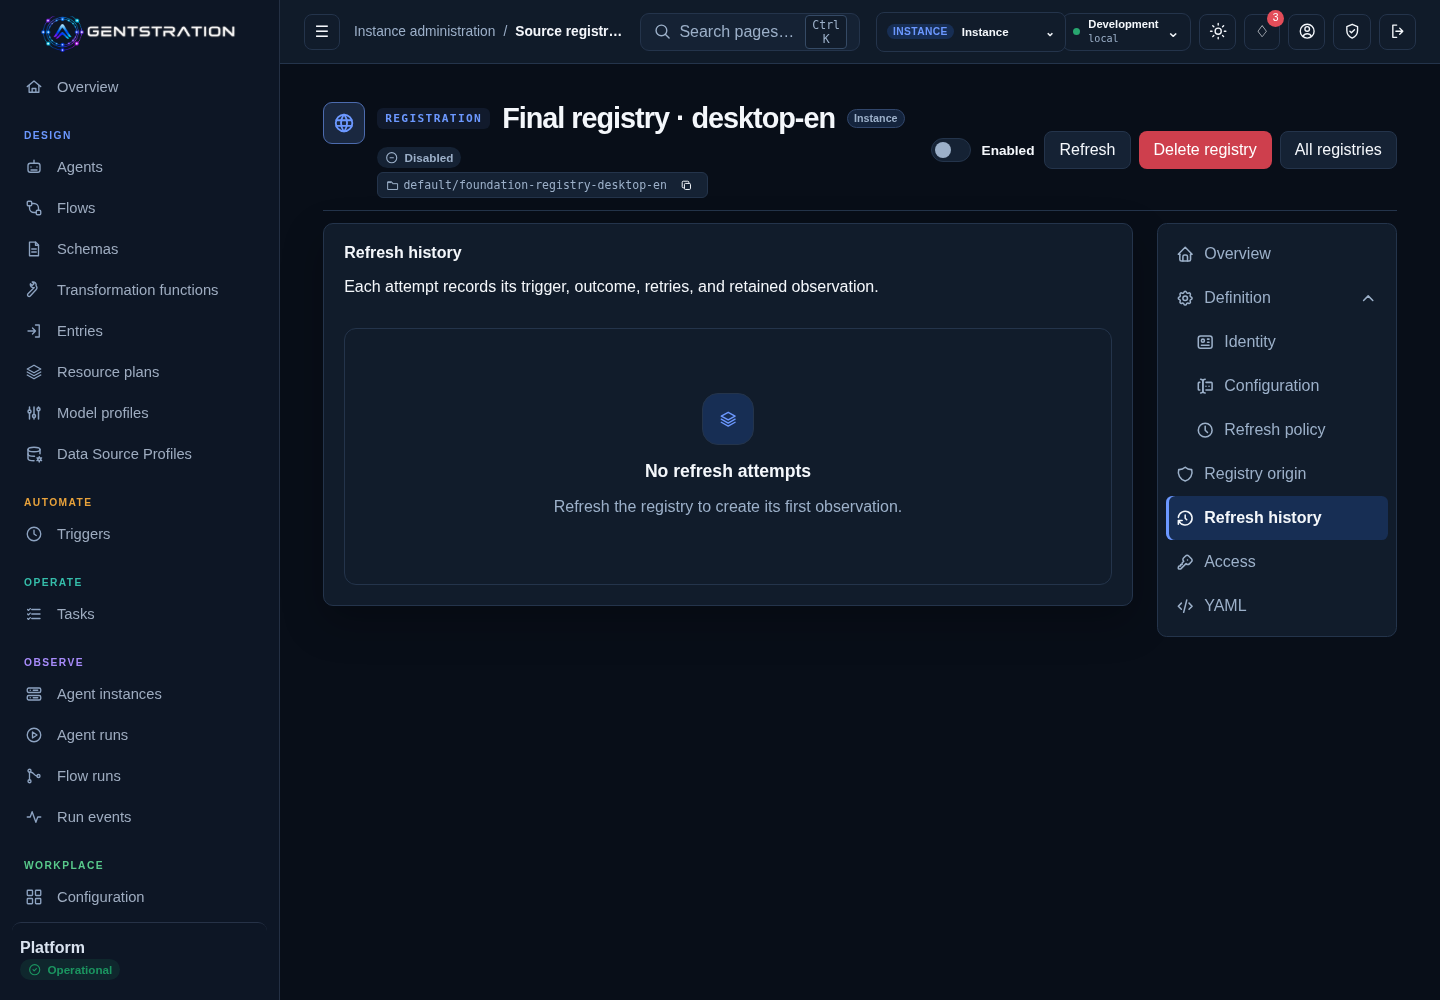 GENTSTRATION
Overview
DESIGN
Agents
Flows
Schemas
Transformation functions
Entries
Resource plans
Model profiles
Data Source Profiles
AUTOMATE
Triggers
OPERATE
Tasks
OBSERVE
Agent instances
Agent runs
Flow runs
Run events
WORKPLACE
Configuration
Platform
Operational
Instance administration / Source registr…
Search pages…
Ctrl K
INSTANCE Instance
Development
local
3
REGISTRATION Final registry · desktop-en Instance
Disabled
default/foundation-registry-desktop-en
Enabled
Refresh
Delete registry
All registries
Refresh history
Each attempt records its trigger, outcome, retries, and retained observation.
No refresh attempts
Refresh the registry to create its first observation.
Overview
Definition
Identity
Configuration
Refresh policy
Registry origin
Refresh history
Access
YAML